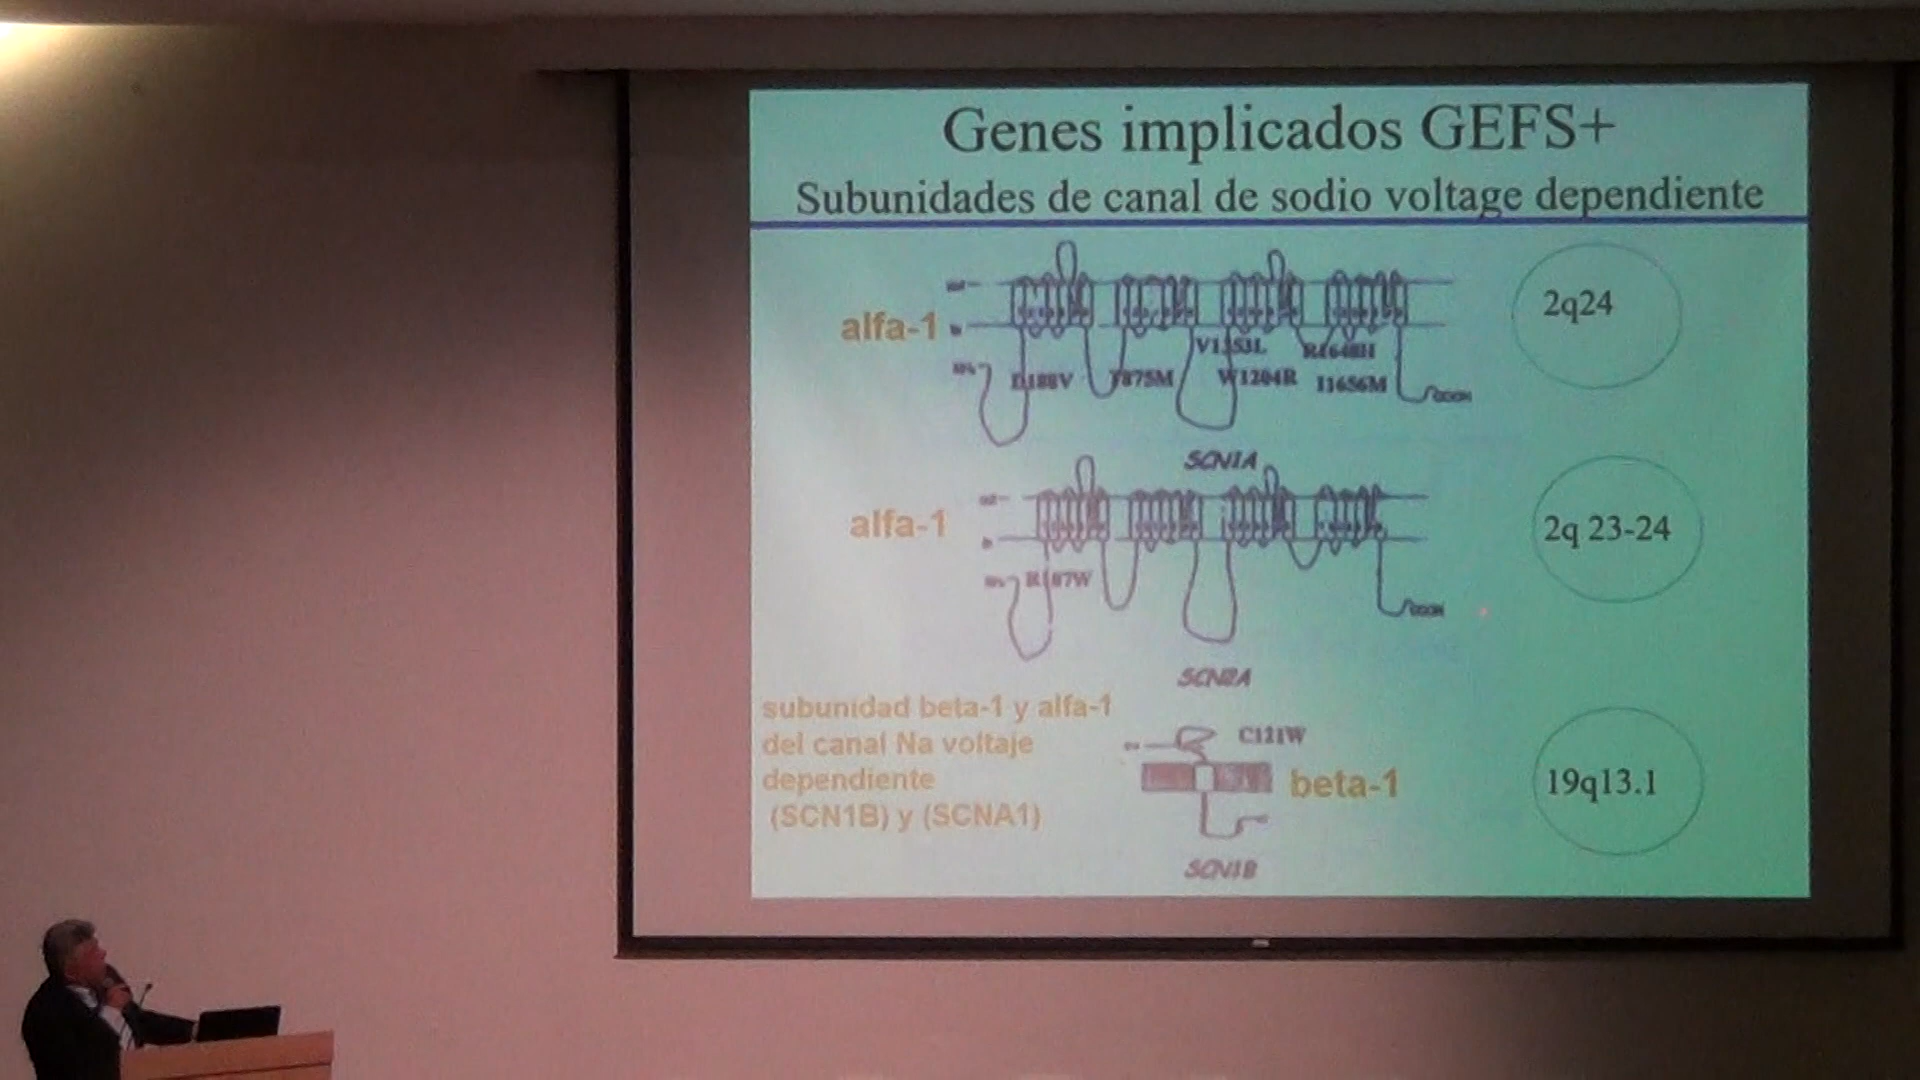 Genes implicados GEFS+
Subunidades de canal de sodio voltage dependiente
alfa-1
2q24
D188V
T875M
V1353L
W1204R
R1648H
I1656M
COOH
SCN1A
alfa-1
2q 23-24
R187W
COOH
SCN2A
subunidad beta-1 y alfa-1
del canal Na voltaje
dependiente
(SCN1B) y (SCNA1)
C121W
beta-1
SCN1B
19q13.1